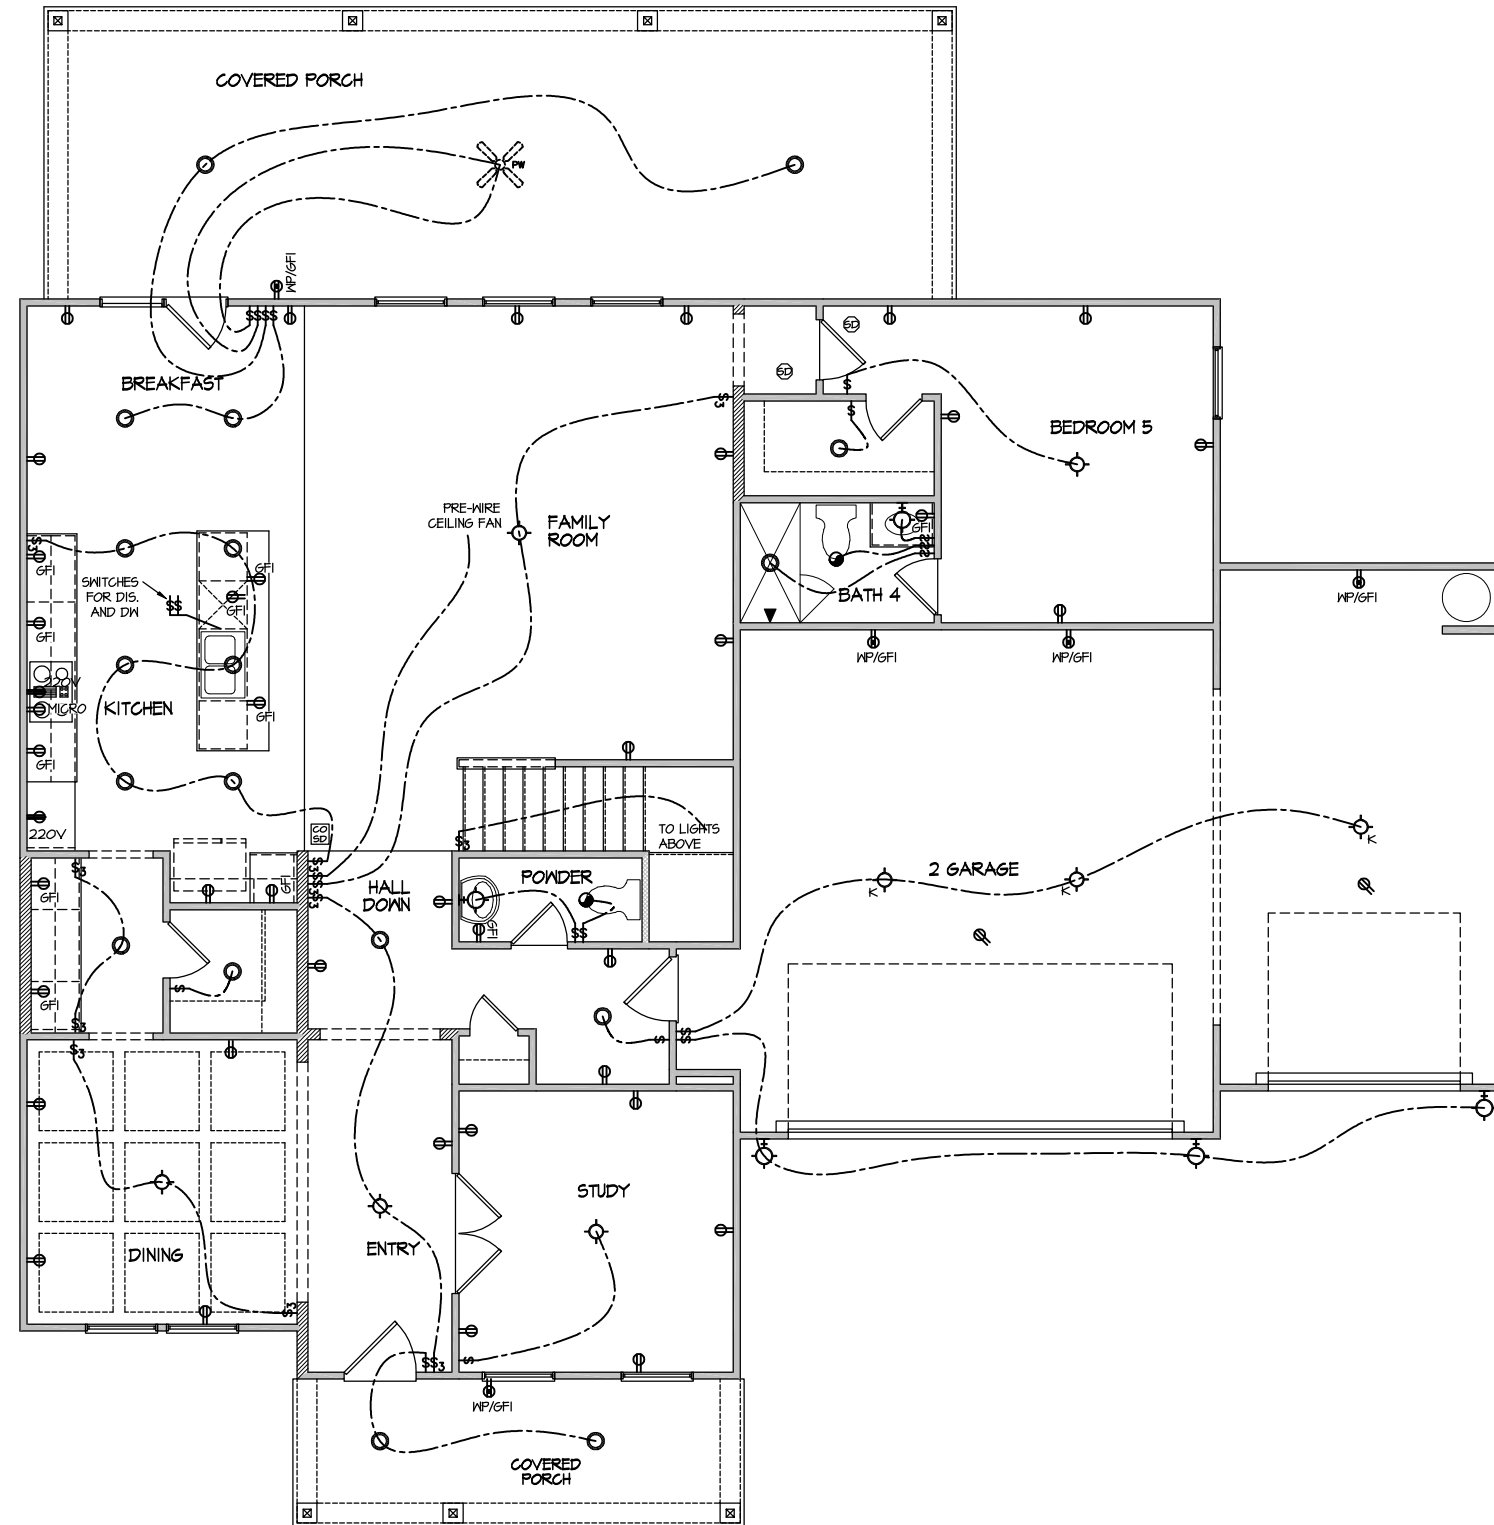 COVERED PORCH
PW
WP/GFI
$$$$
BREAKFAST
SD
SD
$
$
$3
BEDROOM 5
PRE-WIRE
CEILING FAN
FAMILY
ROOM
$3
GFI
GFI
GFI
GFI
SWITCHES
FOR DIS.
AND DW
$$
GFI
BATH 4
$$$
WP/GFI
WP/GFI
WP/GFI
220V
MICRO
KITCHEN
GFI
GFI
220V
CO
SD
$3
TO LIGHTS
ABOVE
K
2 GARAGE
K
K
$3
GFI
GFI
$3
$$
$3
HALL
DOWN
POWDER
GFI
$$
$
GFI
$3
$
$
$
$3
STUDY
ENTRY
DINING
$3
$$3
$
WP/GFI
COVERED
PORCH